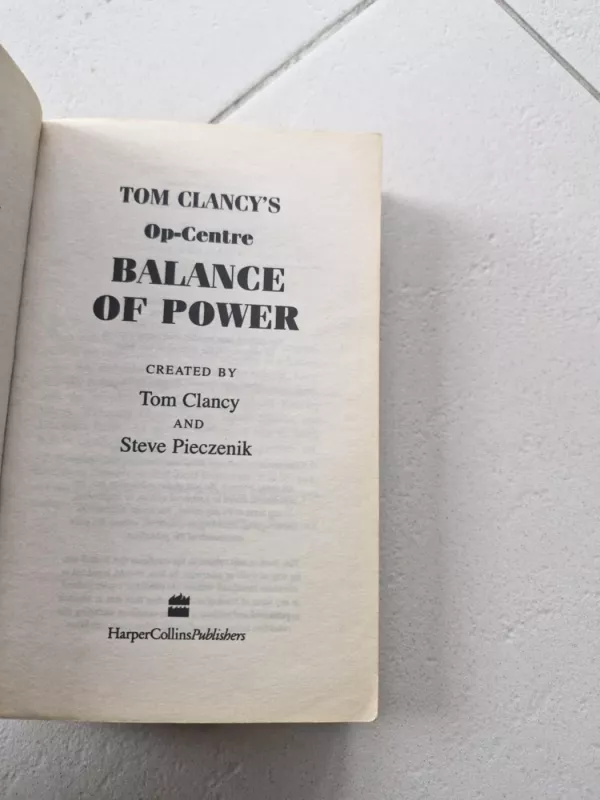 TOM CLANCY'S
Op-Centre
BALANCE
OF POWER
CREATED BY
Tom Clancy
AND
Steve Pieczenik
HarperCollinsPublishers